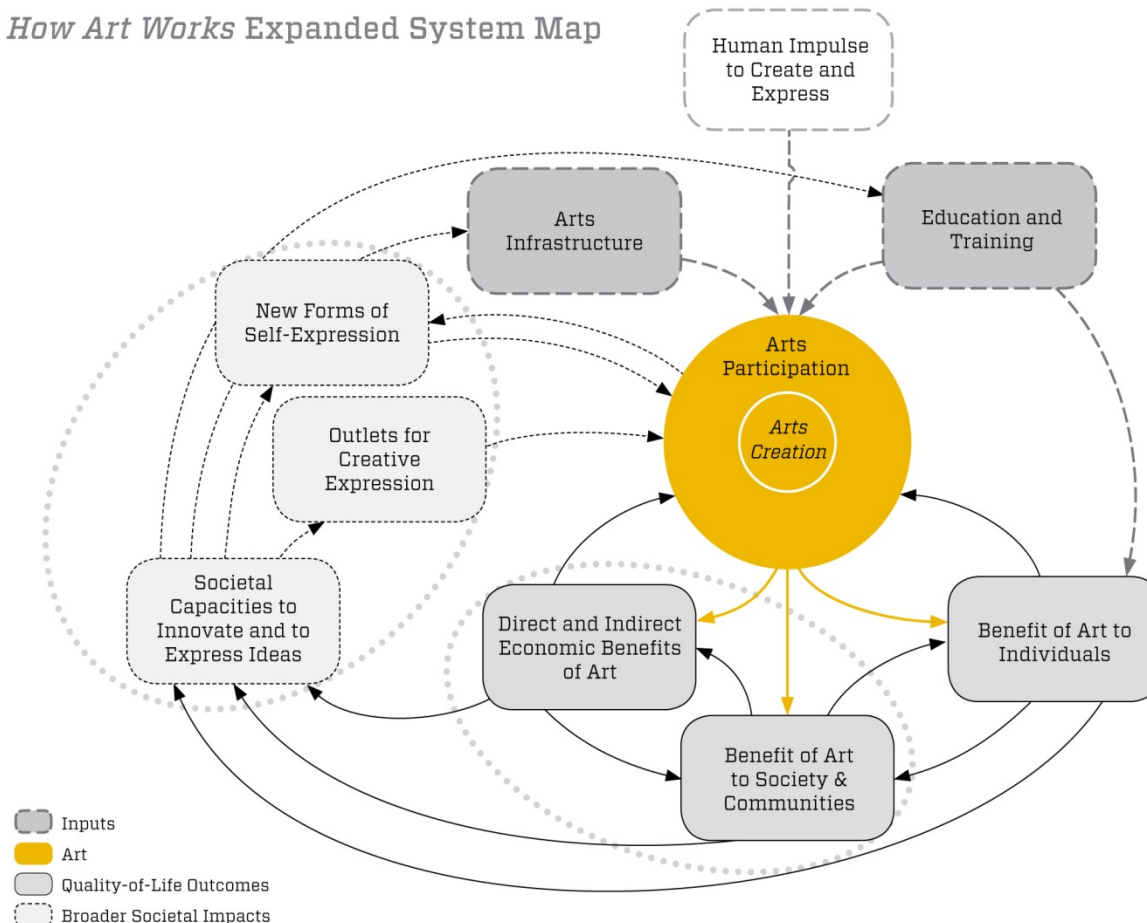 How Art Works Expanded System Map
Human Impulse
to Create and
Express
Arts
Infrastructure
Education and
Training
New Forms of
Self-Expression
Arts
Participation
Arts
Creation
Outlets for
Creative
Expression
Societal
Capacities to
Innovate and to
Express Ideas
Direct and Indirect
Economic Benefits
of Art
Benefit of Art to
Individuals
Benefit of Art
to Society &
Communities
Inputs
Art
Quality-of-Life Outcomes
Broader Societal Impacts